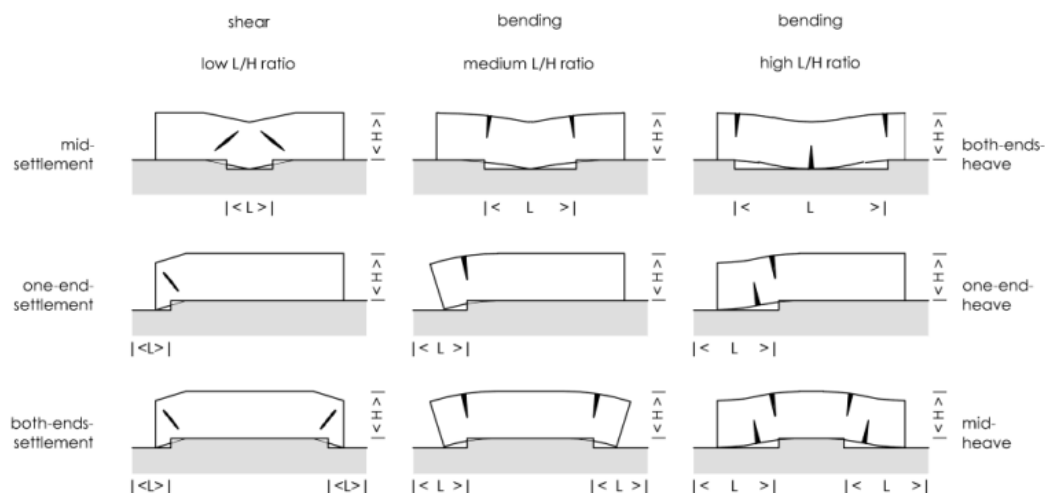 shear bending bending
low L/H ratio medium L/H ratio high L/H ratio
mid-
settlement
<H>
<H>
<H>
both-ends-
heave
|< L >|
|< L >|
|< L >|
one-end-
settlement
<H>
<H>
<H>
one-end-
heave
|<L>|
|< L >|
|< L >|
both-ends-
settlement
<H>
<H>
<H>
mid-
heave
|<L>| |<L>|
|< L >| |< L >|
|< L >| |< L >|